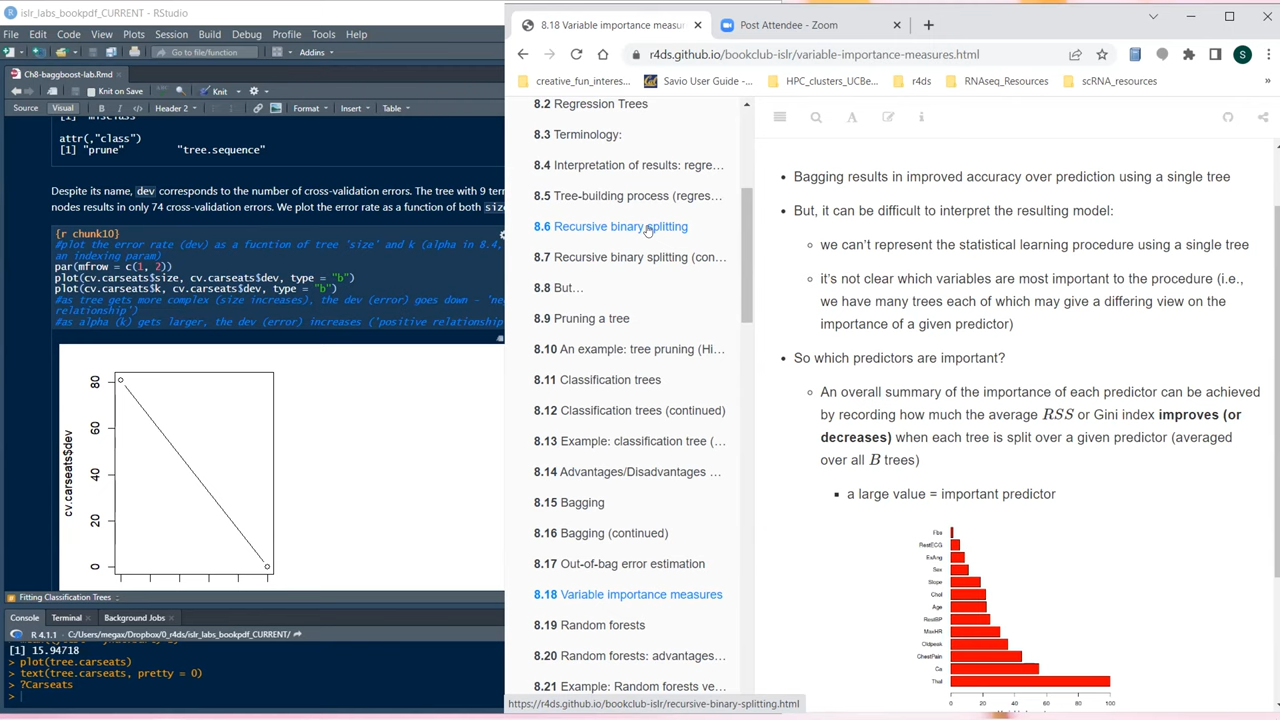 islr_labs_bookpdf_CURRENT/ - RStudio
File Edit Code View Plots Session Build Debug Profile Tools Help
Go to file/function Addins
Ch8-baggboost-lab.Rmd
Knit on Save Knit
Source Visual B I Header 2 Format Insert Table
attr(,"class")
[1] "prune" "tree.sequence"
Despite its name, dev corresponds to the number of cross-validation errors. The tree with 9 term
nodes results in only 74 cross-validation errors. We plot the error rate as a function of both size
{r chunk10}
#plot the error rate (dev) as a fucntion of tree 'size' and k (alpha in 8.4,
an indexing param)
par(mfrow = c(1, 2))
plot(cv.carseats$size, cv.carseats$dev, type = "b")
plot(cv.carseats$k, cv.carseats$dev, type = "b")
#as tree gets more complex (size increases), the dev (error) goes down - 'neg
relationship')
#as alpha (k) gets larger, the dev (error) increases ('positive relationship'
cv.carseats$dev
80
60
40
20
0
Fitting Classification Trees
Console Terminal Background Jobs
R 4.1.1 · C:/Users/megax/Dropbox/0_r4ds/islr_labs_bookpdf_CURRENT/
[1] 15.94718
> plot(tree.carseats)
> text(tree.carseats, pretty = 0)
> ?Carseats
>
8.18 Variable importance measur
Post Attendee - Zoom
r4ds.github.io/bookclub-islr/variable-importance-measures.html
S
creative_fun_interes... Savio User Guide -... HPC_clusters_UCBe... r4ds RNAseq_Resources scRNA_resources »
8.2 Regression Trees
8.3 Terminology:
8.4 Interpretation of results: regre...
8.5 Tree-building process (regres...
8.6 Recursive binary splitting
8.7 Recursive binary splitting (con...
8.8 But...
8.9 Pruning a tree
8.10 An example: tree pruning (Hi...
8.11 Classification trees
8.12 Classification trees (continued)
8.13 Example: classification tree (...
8.14 Advantages/Disadvantages ...
8.15 Bagging
8.16 Bagging (continued)
8.17 Out-of-bag error estimation
8.18 Variable importance measures
8.19 Random forests
8.20 Random forests: advantages...
8.21 Example: Random forests ve...
https://r4ds.github.io/bookclub-islr/recursive-binary-splitting.html
• Bagging results in improved accuracy over prediction using a single tree
• But, it can be difficult to interpret the resulting model:
we can't represent the statistical learning procedure using a single tree
it's not clear which variables are most important to the procedure (i.e.,
we have many trees each of which may give a differing view on the
importance of a given predictor)
• So which predictors are important?
An overall summary of the importance of each predictor can be achieved
by recording how much the average RSS or Gini index improves (or
decreases) when each tree is split over a given predictor (averaged
over all B trees)
a large value = important predictor
Fbs
RestECG
ExAng
Sex
Slope
Chol
Age
RestBP
MaxHR
Oldpeak
ChestPain
Ca
Thal
0 20 40 60 80 100